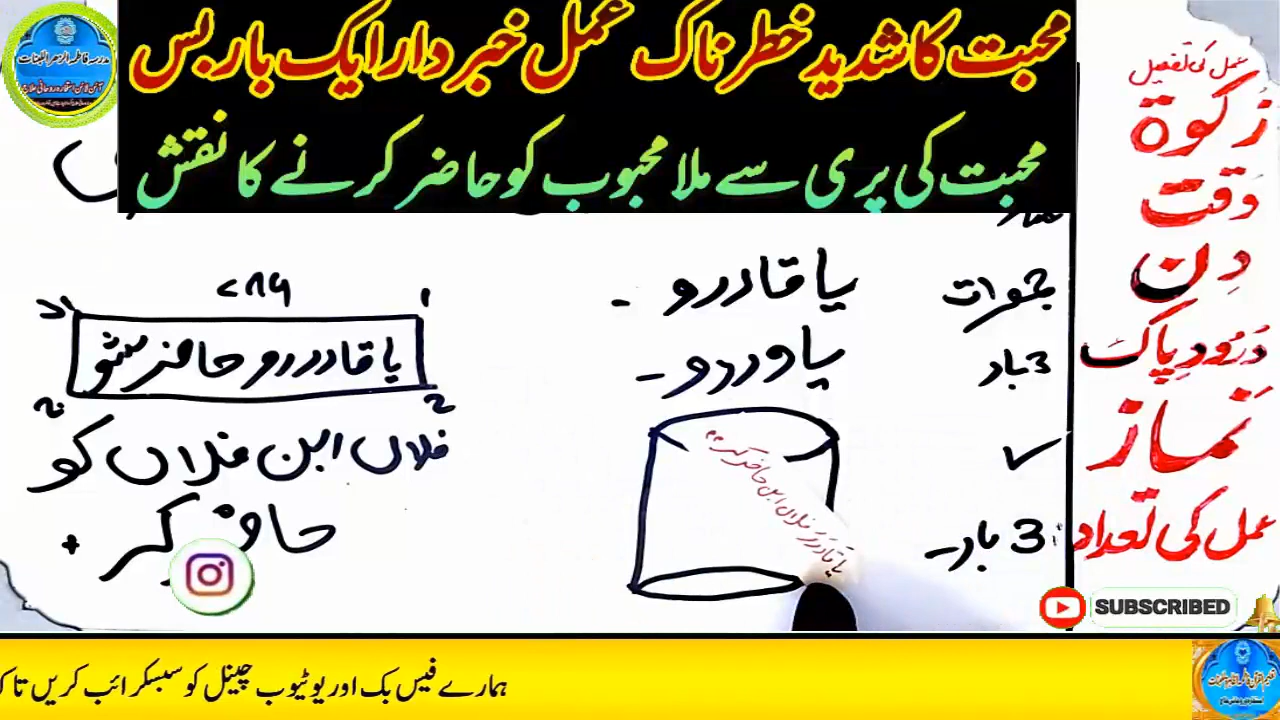 محبت کا شدید خطرناک عمل خبردار ایک بار بس
محبت کی پری سے ملا محبوب کو حاضر کرنے کا نقش
عمل کی تفصیل
زکوۃ
وقت
دن
درود پاک
نماز
عمل کی تعداد
جمعرات
3 بار
3 بار۔
یا قادرو ۔
یا وردو ۔
یا قادررو حاضر شو
فلاں ابن فلاں کو
حاضر کر
SUBSCRIBED
ہمارے فیس بک اور یوٹیوب چینل کو سبسکرائب کریں تاک